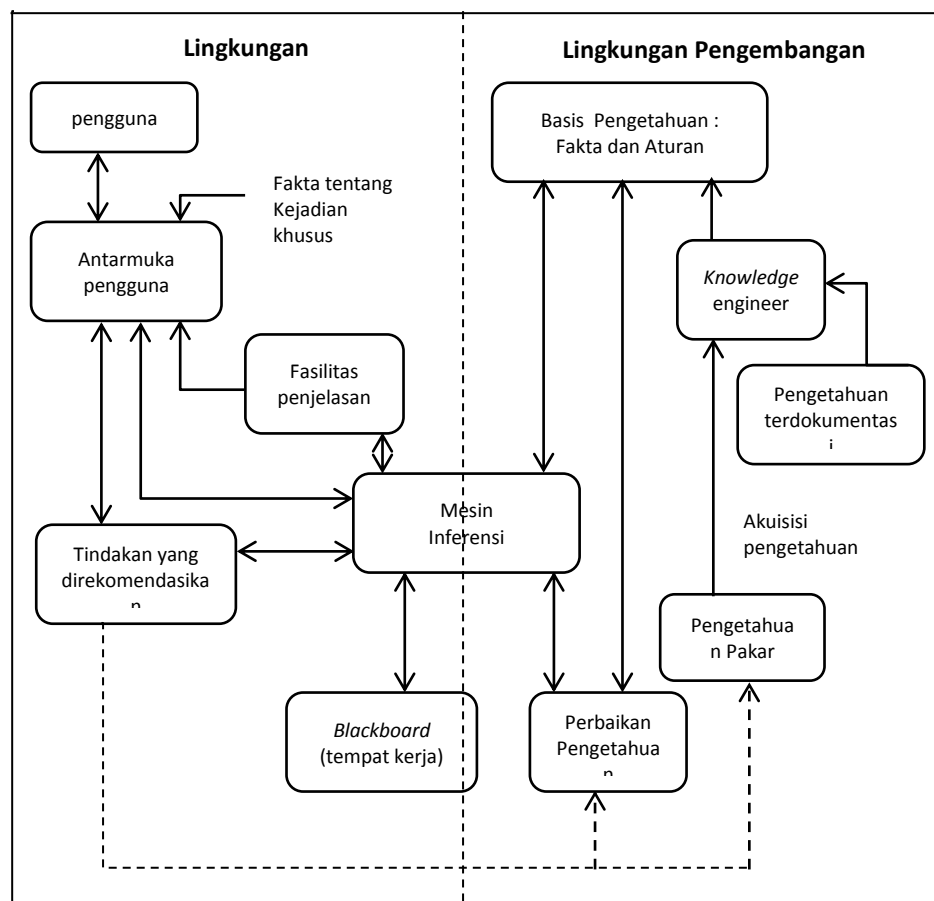 Lingkungan
Lingkungan Pengembangan
pengguna
Basis Pengetahuan :
Fakta dan Aturan
Fakta tentang
Kejadian
khusus
Antarmuka
pengguna
Knowledge
engineer
Fasilitas
penjelasan
Pengetahuan
terdokumentas
i
Mesin
Inferensi
Akuisisi
pengetahuan
Tindakan yang
direkomendasika
n
Pengetahua
n Pakar
Blackboard
(tempat kerja)
Perbaikan
Pengetahua
n